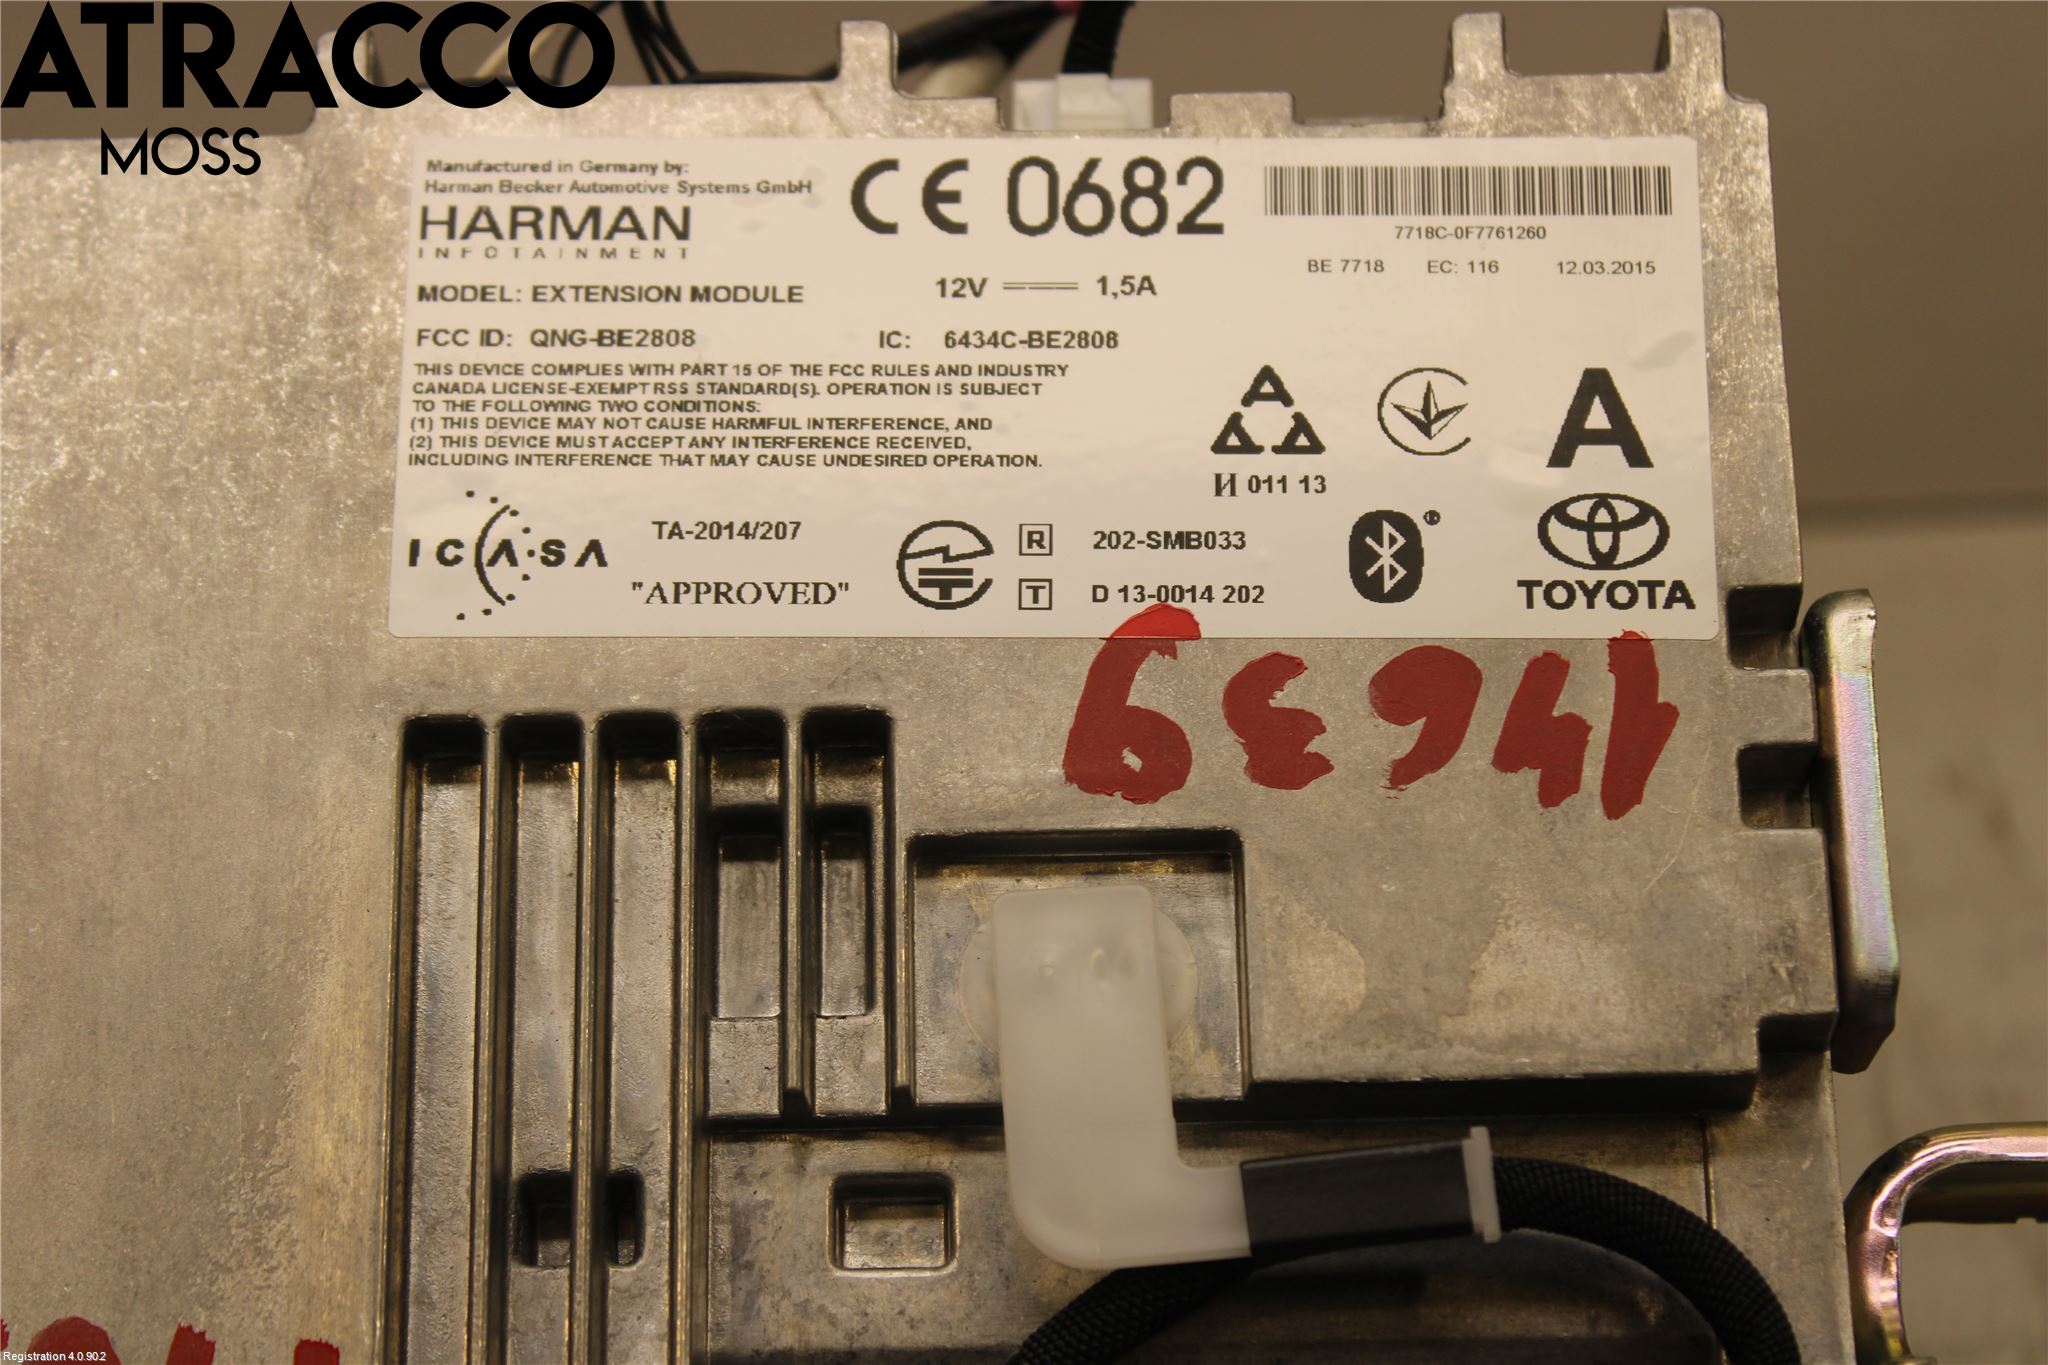 ATRACCO
MOSS
Manufactured in Germany by:
Harman Becker Automotive Systems GmbH
HARMAN
INFOTAINMENT
CE 0682
7718C-0F7761260
BE 7718 EC: 116 12.03.2015
MODEL: EXTENSION MODULE 12V 1,5A
FCC ID: QNG-BE2808 IC: 6434C-BE2808
THIS DEVICE COMPLIES WITH PART 15 OF THE FCC RULES AND INDUSTRY
CANADA LICENSE-EXEMPT RSS STANDARD(S). OPERATION IS SUBJECT
TO THE FOLLOWING TWO CONDITIONS:
(1) THIS DEVICE MAY NOT CAUSE HARMFUL INTERFERENCE, AND
(2) THIS DEVICE MUST ACCEPT ANY INTERFERENCE RECEIVED,
INCLUDING INTERFERENCE THAT MAY CAUSE UNDESIRED OPERATION.
A
И 011 13
ICASA
TA-2014/207
"APPROVED"
R 202-SMB033
T D 13-0014 202
®
TOYOTA
Registration 4.0.90.2